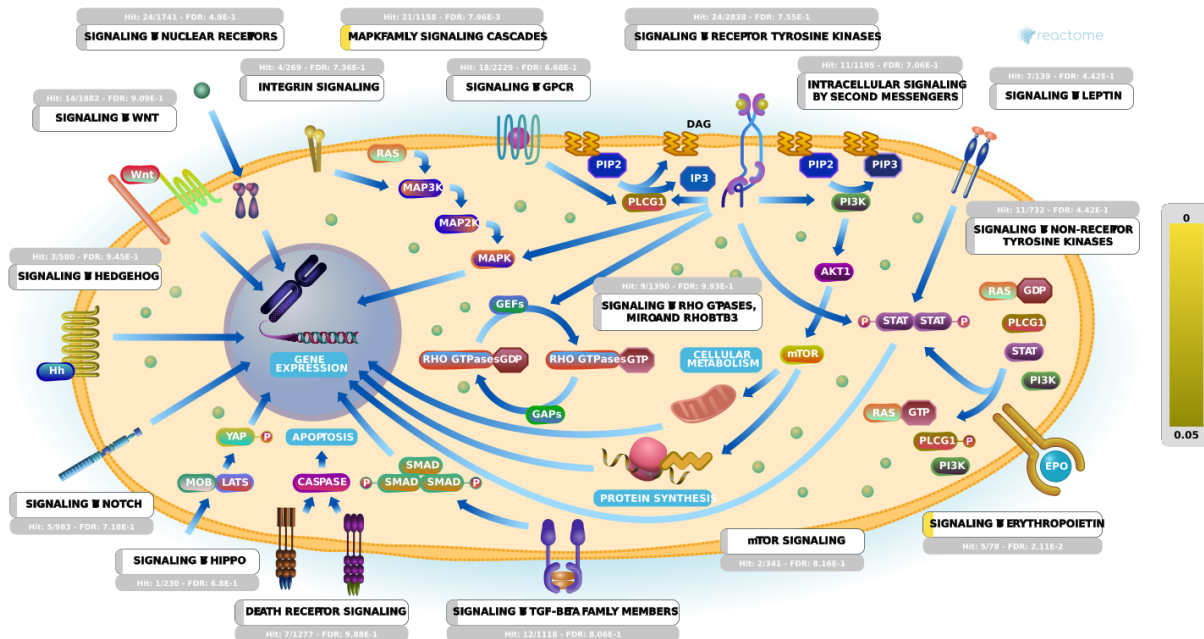 Hit: 24/1741 - FDR: 4.9E-1
SIGNALING BY NUCLEAR RECEPTORS
Hit: 21/1158 - FDR: 7.96E-3
MAPK FAMILY SIGNALING CASCADES
Hit: 24/2838 - FDR: 7.55E-1
SIGNALING BY RECEPTOR TYROSINE KINASES
reactome
Hit: 4/269 - FDR: 7.36E-1
INTEGRIN SIGNALING
Hit: 18/2229 - FDR: 6.68E-1
SIGNALING BY GPCR
Hit: 11/1195 - FDR: 7.06E-1
INTRACELLULAR SIGNALING
BY SECOND MESSENGERS
Hit: 7/139 - FDR: 4.42E-1
SIGNALING BY LEPTIN
Hit: 14/1882 - FDR: 9.09E-1
SIGNALING BY WNT
DAG
RAS
PIP2
IP3
PIP2
PIP3
Wnt
MAP3K
PLCG1
PI3K
MAP2K
MAPK
Hit: 11/732 - FDR: 4.42E-1
SIGNALING BY NON-RECEPTOR
TYROSINE KINASES
Hit: 3/580 - FDR: 9.45E-1
SIGNALING BY HEDGEHOG
AKT1
Hit: 9/1390 - FDR: 9.93E-1
SIGNALING BY RHO GTPASES,
MIRO AND RHOBTB3
GEFs
RAS
GDP
PLCG1
P
STAT
STAT
P
STAT
PI3K
0
0.05
GENE
EXPRESSION
RHO GTPases
GDP
RHO GTPases
GTP
CELLULAR
METABOLISM
mTOR
Hh
GAPs
RAS
GTP
PLCG1
P
PI3K
EPO
YAP
P
APOPTOSIS
MOB
LATS
CASPASE
SMAD
P
SMAD
SMAD
P
PROTEIN SYNTHESIS
SIGNALING BY NOTCH
Hit: 5/983 - FDR: 7.18E-1
SIGNALING BY ERYTHROPOIETIN
Hit: 5/78 - FDR: 2.11E-2
mTOR SIGNALING
Hit: 2/341 - FDR: 8.16E-1
SIGNALING BY HIPPO
Hit: 1/230 - FDR: 6.8E-1
DEATH RECEPTOR SIGNALING
Hit: 7/1277 - FDR: 9.88E-1
SIGNALING BY TGF-BETA FAMILY MEMBERS
Hit: 12/1118 - FDR: 8.06E-1